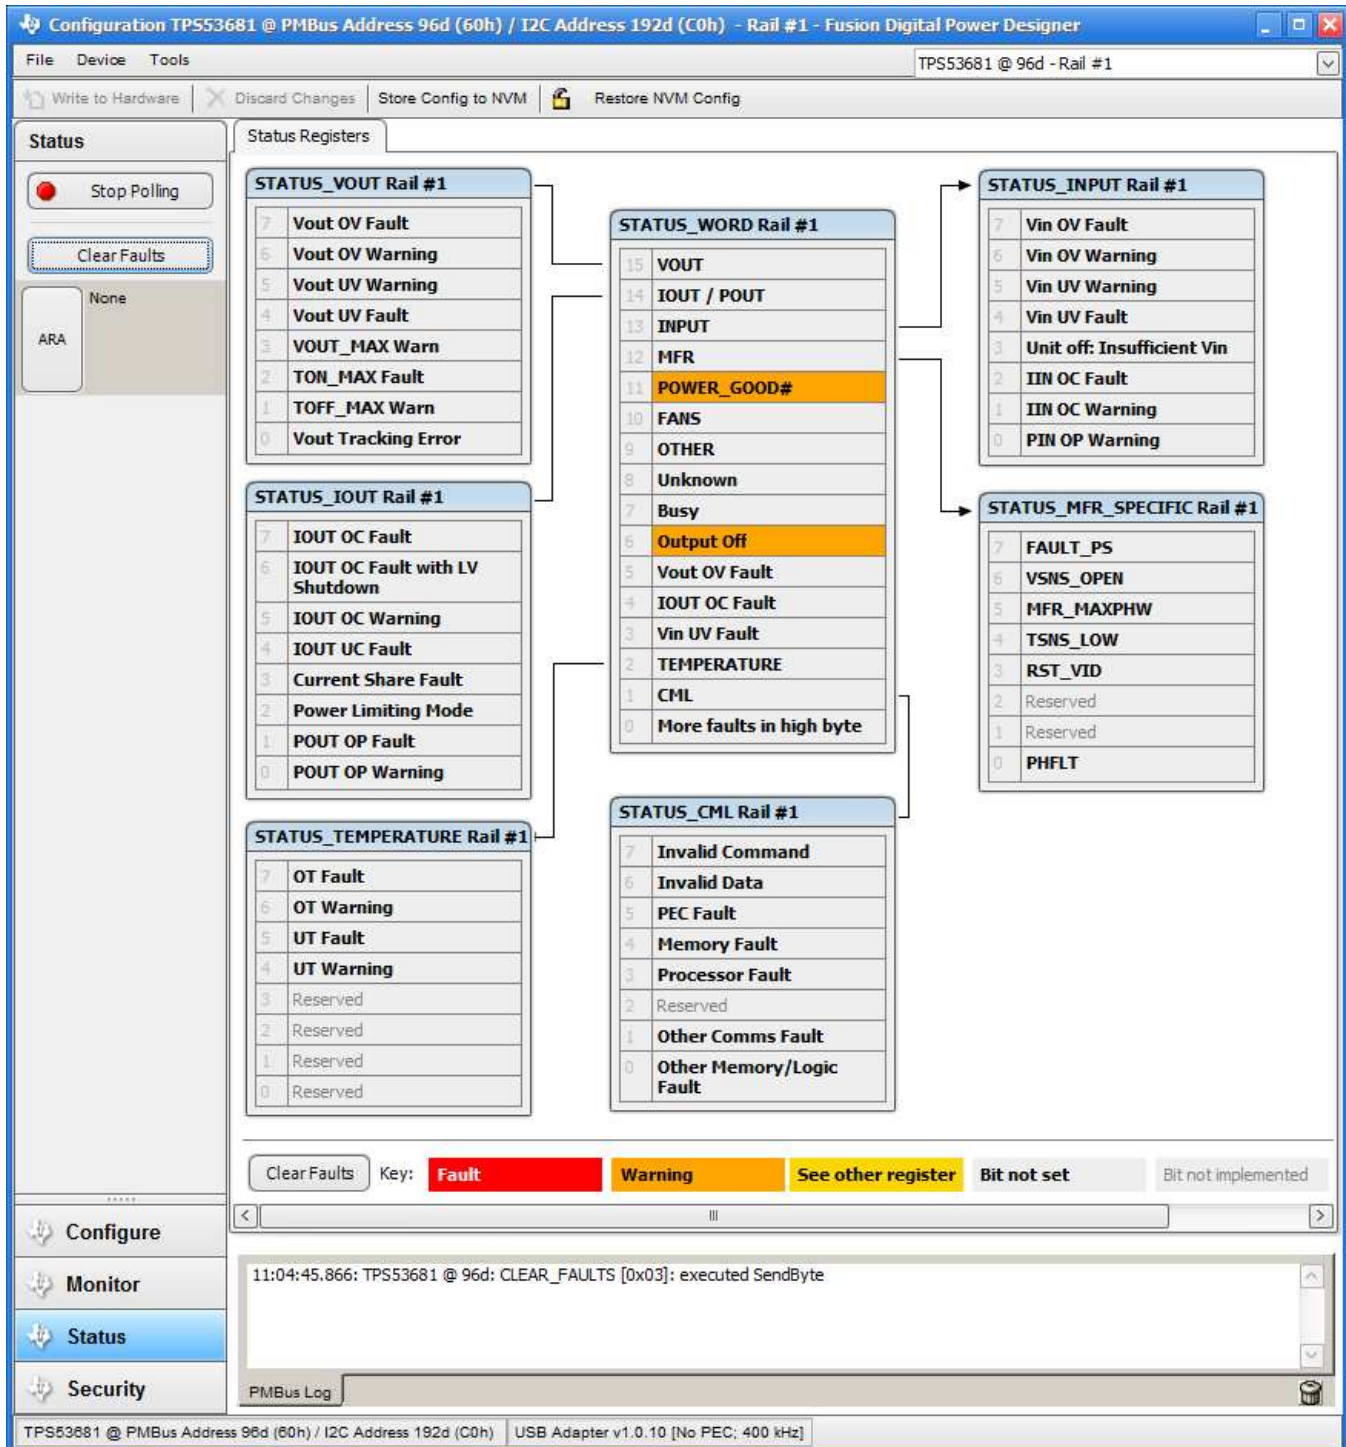 Configuration TPS53681 @ PMBus Address 96d (60h) / I2C Address 192d (C0h) - Rail #1 - Fusion Digital Power Designer
File Device Tools
TPS53681 @ 96d - Rail #1
Write to Hardware Discard Changes Store Config to NVM Restore NVM Config
Status
Stop Polling
Clear Faults
ARA
None
Status Registers
STATUS_VOUT Rail #1
7 Vout OV Fault
6 Vout OV Warning
5 Vout UV Warning
4 Vout UV Fault
3 VOUT_MAX Warn
2 TON_MAX Fault
1 TOFF_MAX Warn
0 Vout Tracking Error
STATUS_IOUT Rail #1
7 IOUT OC Fault
6 IOUT OC Fault with LV
Shutdown
5 IOUT OC Warning
4 IOUT UC Fault
3 Current Share Fault
2 Power Limiting Mode
1 POUT OP Fault
0 POUT OP Warning
STATUS_TEMPERATURE Rail #1
7 OT Fault
6 OT Warning
5 UT Fault
4 UT Warning
3 Reserved
2 Reserved
1 Reserved
0 Reserved
STATUS_WORD Rail #1
15 VOUT
14 IOUT / POUT
13 INPUT
12 MFR
11 POWER_GOOD#
10 FANS
9 OTHER
8 Unknown
7 Busy
6 Output Off
5 Vout OV Fault
4 IOUT OC Fault
3 Vin UV Fault
2 TEMPERATURE
1 CML
0 More faults in high byte
STATUS_CML Rail #1
7 Invalid Command
6 Invalid Data
5 PEC Fault
4 Memory Fault
3 Processor Fault
2 Reserved
1 Other Comms Fault
0 Other Memory/Logic
Fault
STATUS_INPUT Rail #1
7 Vin OV Fault
6 Vin OV Warning
5 Vin UV Warning
4 Vin UV Fault
3 Unit off: Insufficient Vin
2 IIN OC Fault
1 IIN OC Warning
0 PIN OP Warning
STATUS_MFR_SPECIFIC Rail #1
7 FAULT_PS
6 VSNS_OPEN
5 MFR_MAXPHW
4 TSNS_LOW
3 RST_VID
2 Reserved
1 Reserved
0 PHFLT
Clear Faults Key: Fault Warning See other register Bit not set Bit not implemented
Configure
Monitor
Status
Security
11:04:45.866: TPS53681 @ 96d: CLEAR_FAULTS [0x03]: executed SendByte
PMBus Log
TPS53681 @ PMBus Address 96d (60h) / I2C Address 192d (C0h) USB Adapter v1.0.10 [No PEC; 400 kHz]